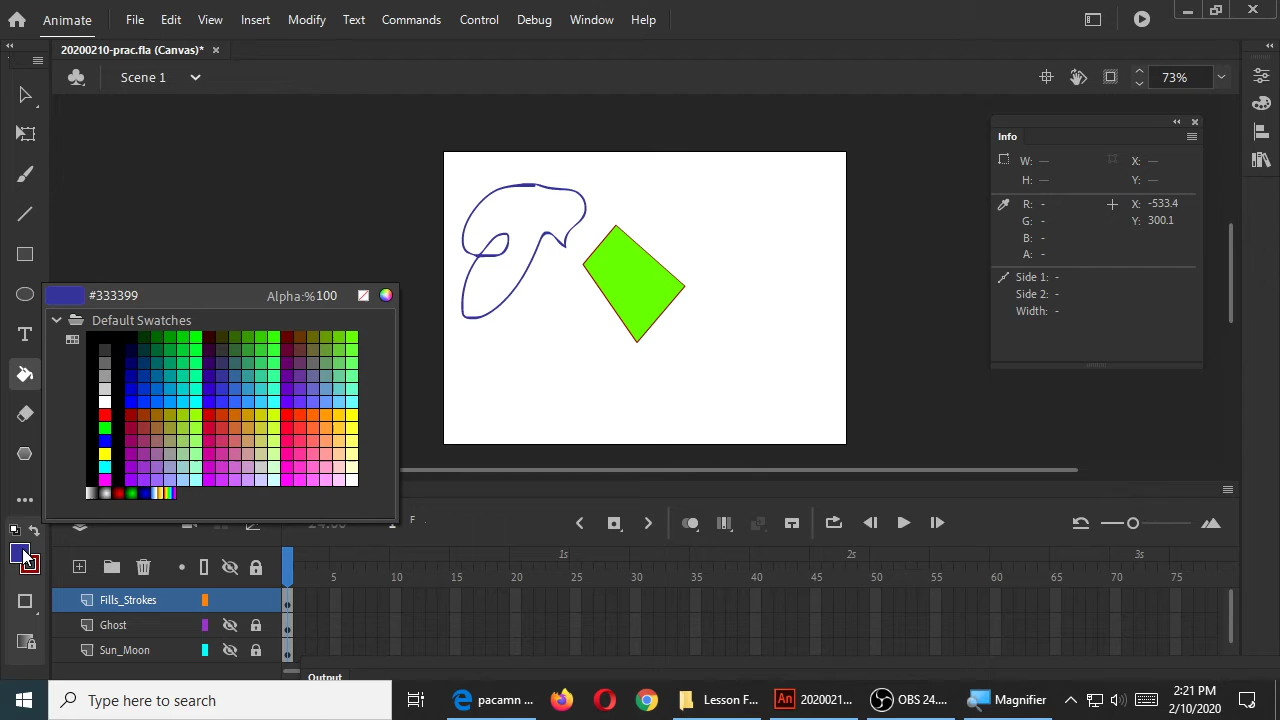 Animate
File
Edit
View
Insert
Modify
Text
Commands
Control
Debug
Window
Help
20200210-prac.fla (Canvas)*
Scene 1
73%
Info
W:
X:
H:
Y:
R: -
X: -533.4
G: -
Y: 300.1
B: -
A: -
Side 1: -
Side 2: -
Width: -
#333399
Alpha:% 100
Default Swatches
F
1s
2s
3s
5
10
15
20
25
30
35
40
45
50
55
60
65
70
75
Fills_Strokes
Ghost
Sun_Moon
Output
Type here to search
pacamn ...
Lesson F...
2020021...
OBS 24....
Magnifier
2:21 PM
2/10/2020